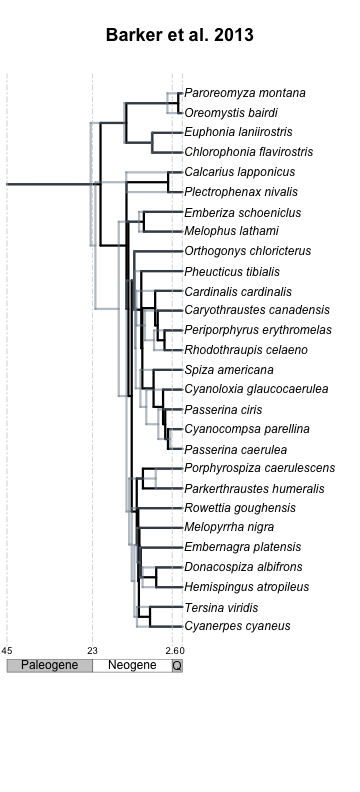 Barker et al. 2013
Paroreomyza montana
Oreomystis bairdi
Euphonia laniirostris
Chlorophonia flavirostris
Calcarius lapponicus
Plectrophenax nivalis
Emberiza schoeniclus
Melophus lathami
Orthogonys chloricterus
Pheucticus tibialis
Cardinalis cardinalis
Caryothraustes canadensis
Periporphyrus erythromelas
Rhodothraupis celaeno
Spiza americana
Cyanoloxia glaucocaerulea
Passerina ciris
Cyanocompsa parellina
Passerina caerulea
Porphyrospiza caerulescens
Parkerthraustes humeralis
Rowettia goughensis
Melopyrrha nigra
Embernagra platensis
Donacospiza albifrons
Hemispingus atropileus
Tersina viridis
Cyanerpes cyaneus
45 23 2.6 0
Paleogene Neogene Q